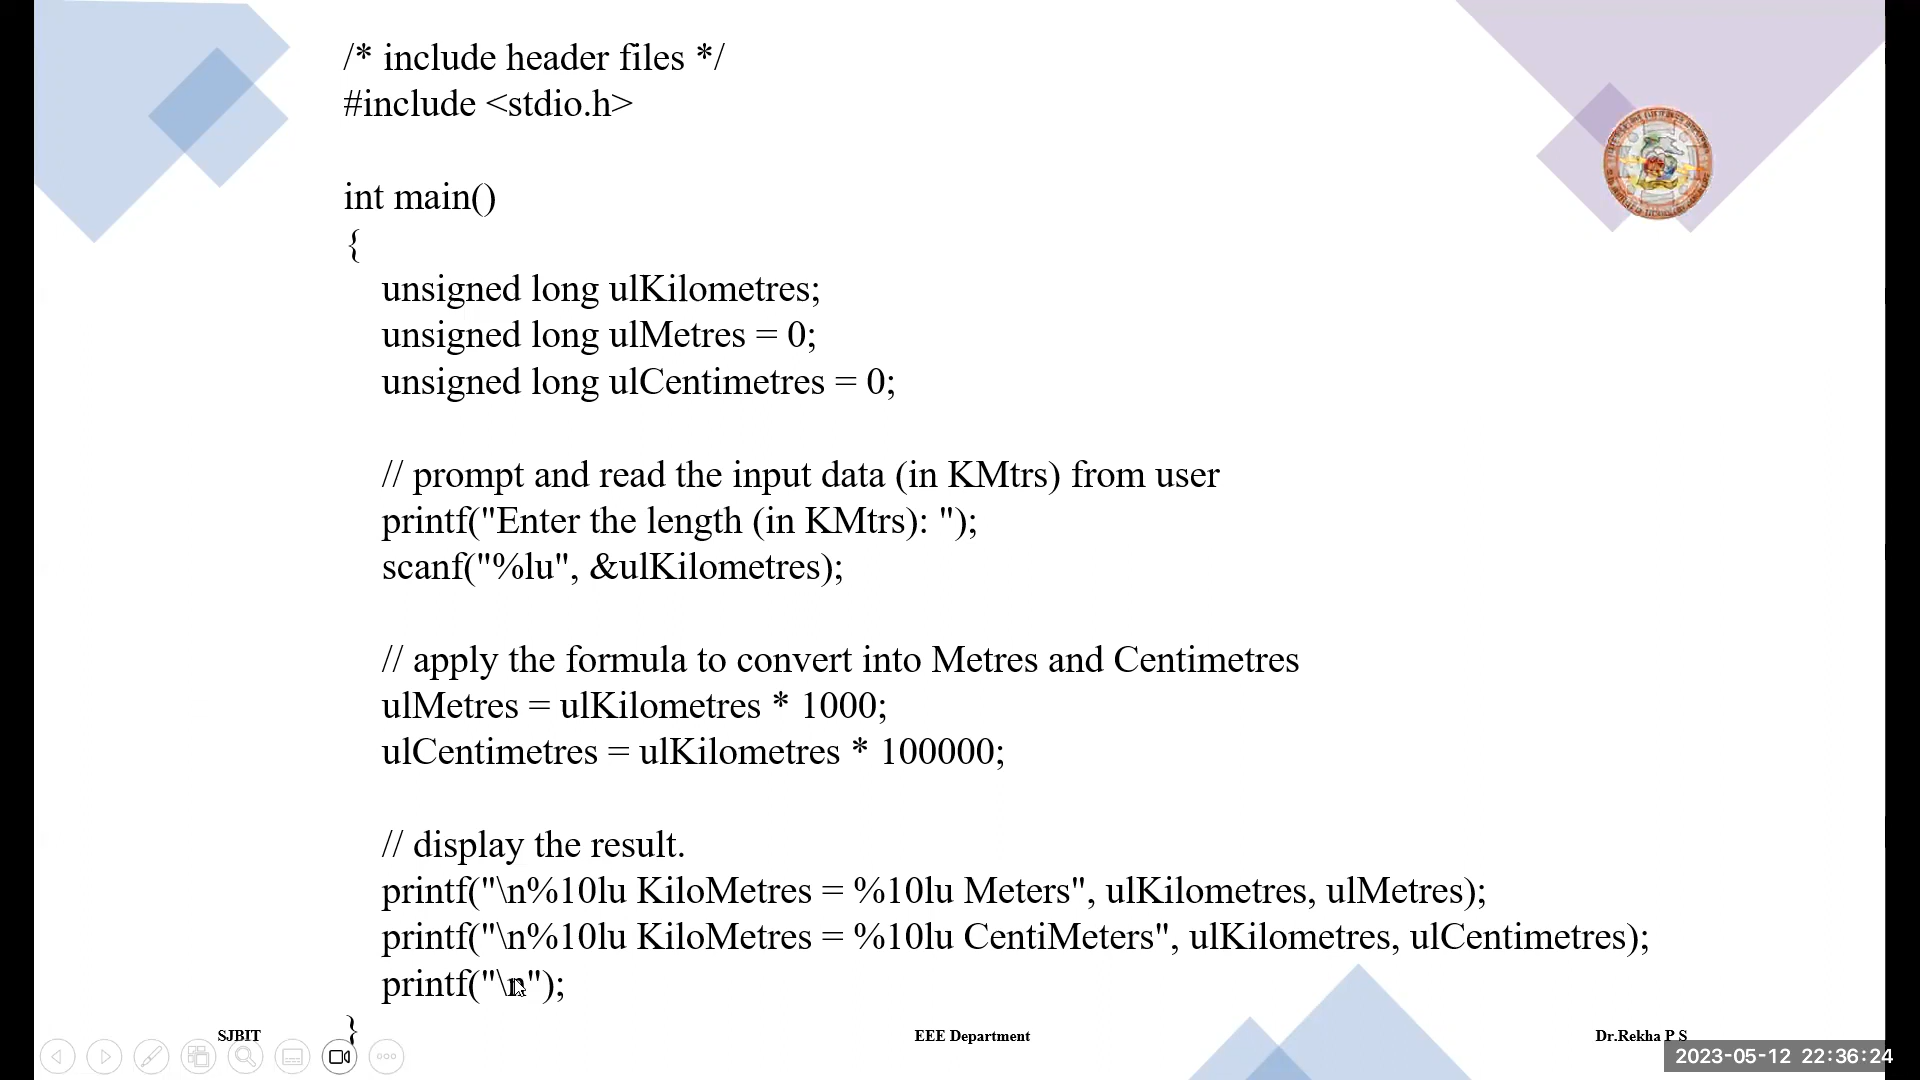 /* include header files */
#include <stdio.h>
int main()
{
unsigned long ulKilometres;
unsigned long ulMetres = 0;
unsigned long ulCentimetres = 0;
// prompt and read the input data (in KMtrs) from user
printf("Enter the length (in KMtrs): ");
scanf("%lu", &ulKilometres);
// apply the formula to convert into Metres and Centimetres
ulMetres = ulKilometres * 1000;
ulCentimetres = ulKilometres * 100000;
// display the result.
printf("\n%10lu KiloMetres = %10lu Meters", ulKilometres, ulMetres);
printf("\n%10lu KiloMetres = %10lu CentiMeters", ulKilometres, ulCentimetres);
printf("\n");
}
SJBIT
EEE Department
Dr.Rekha P S
2023-05-12 22:36:24